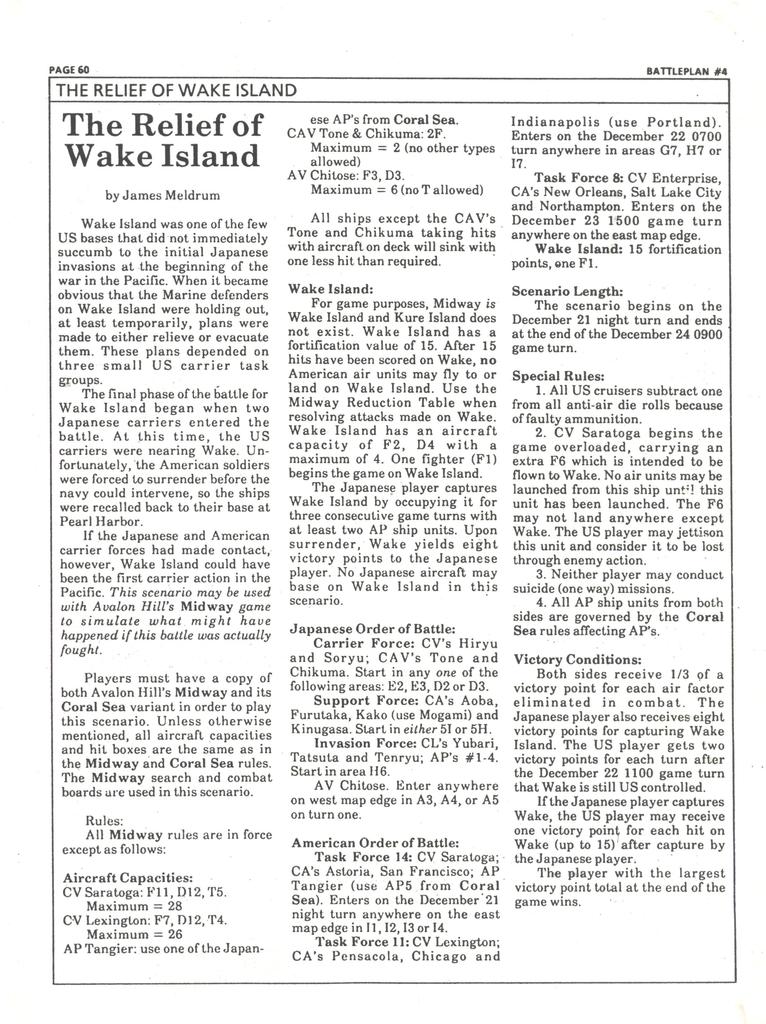 PAGE 60
BATTLEPLAN #4
THE RELIEF OF WAKE ISLAND
The Relief of
Wake Island
by James Meldrum
Wake Island was one of the few
US bases that did not immediately
succumb to the initial Japanese
invasions at the beginning of the
war in the Pacific. When it became
obvious that the Marine defenders
on Wake Island were holding out,
at least temporarily, plans were
made to either relieve or evacuate
them. These plans depended on
three small US carrier task
groups.
The final phase of the battle for
Wake Island began when two
Japanese carriers entered the
battle. At this time, the US
carriers were nearing Wake. Un-
fortunately, the American soldiers
were forced to surrender before the
navy could intervene, so the ships
were recalled back to their base at
Pearl Harbor.
If the Japanese and American
carrier forces had made contact,
however, Wake Island could have
been the first carrier action in the
Pacific. This scenario may be used
with Avalon Hill's Midway game
to simulate what might have
happened if this battle was actually
fought.
Players must have a copy of
both Avalon Hill's Midway and its
Coral Sea variant in order to play
this scenario. Unless otherwise
mentioned, all aircraft capacities
and hit boxes are the same as in
the Midway and Coral Sea rules.
The Midway search and combat
boards are used in this scenario.
Rules:
All Midway rules are in force
except as follows:
Aircraft Capacities:
CV Saratoga: F11, D12, T5.
Maximum = 28
CV Lexington: F7, D12, T4.
Maximum = 26
AP Tangier: use one of the Japan-
ese AP's from Coral Sea.
CAV Tone & Chikuma: 2F.
Maximum = 2 (no other types
allowed)
AV Chitose: F3, D3.
Maximum = 6 (no T allowed)
All ships except the CAV's
Tone and Chikuma taking hits
with aircraft on deck will sink with
one less hit than required.
Wake Island:
For game purposes, Midway is
Wake Island and Kure Island does
not exist. Wake Island has a
fortification value of 15. After 15
hits have been scored on Wake, no
American air units may fly to or
land on Wake Island. Use the
Midway Reduction Table when
resolving attacks made on Wake.
Wake Island has an aircraft
capacity of F2, D4 with a
maximum of 4. One fighter (F1)
begins the game on Wake Island.
The Japanese player captures
Wake Island by occupying it for
three consecutive game turns with
at least two AP ship units. Upon
surrender, Wake yields eight
victory points to the Japanese
player. No Japanese aircraft may
base on Wake Island in this
scenario.
Japanese Order of Battle:
Carrier Force: CV's Hiryu
and Soryu; CAV's Tone and
Chikuma. Start in any one of the
following areas: E2, E3, D2 or D3.
Support Force: CA's Aoba,
Furutaka, Kako (use Mogami) and
Kinugasa. Start in either 5I or 5H.
Invasion Force: CL's Yubari,
Tatsuta and Tenryu; AP's #1-4.
Start in area H6.
AV Chitose. Enter anywhere
on west map edge in A3, A4, or A5
on turn one.
American Order of Battle:
Task Force 14: CV Saratoga;
CA's Astoria, San Francisco; AP
Tangier (use AP5 from Coral
Sea). Enters on the December 21
night turn anywhere on the east
map edge in I1, I2, I3 or I4.
Task Force 11: CV Lexington;
CA's Pensacola, Chicago and
Indianapolis (use Portland).
Enters on the December 22 0700
turn anywhere in areas G7, H7 or
I7.
Task Force 8: CV Enterprise,
CA's New Orleans, Salt Lake City
and Northampton. Enters on the
December 23 1500 game turn
anywhere on the east map edge.
Wake Island: 15 fortification
points, one F1.
Scenario Length:
The scenario begins on the
December 21 night turn and ends
at the end of the December 24 0900
game turn.
Special Rules:
1. All US cruisers subtract one
from all anti-air die rolls because
of faulty ammunition.
2. CV Saratoga begins the
game overloaded, carrying an
extra F6 which is intended to be
flown to Wake. No air units may be
launched from this ship until this
unit has been launched. The F6
may not land anywhere except
Wake. The US player may jettison
this unit and consider it to be lost
through enemy action.
3. Neither player may conduct
suicide (one way) missions.
4. All AP ship units from both
sides are governed by the Coral
Sea rules affecting AP's.
Victory Conditions:
Both sides receive 1/3 of a
victory point for each air factor
eliminated in combat. The
Japanese player also receives eight
victory points for capturing Wake
Island. The US player gets two
victory points for each turn after
the December 22 1100 game turn
that Wake is still US controlled.
If the Japanese player captures
Wake, the US player may receive
one victory point for each hit on
Wake (up to 15) after capture by
the Japanese player.
The player with the largest
victory point total at the end of the
game wins.